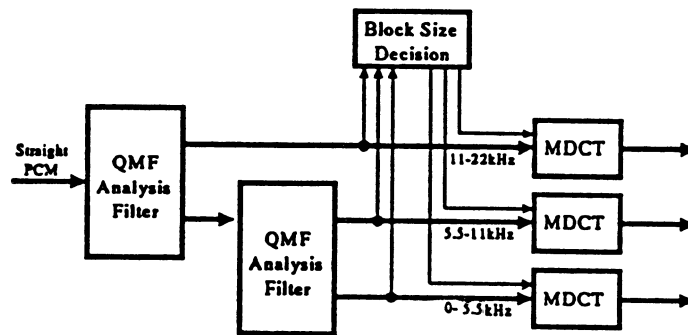 Block Size
Decision
Straight
PCM
QMF
Analysis
Filter
11-22kHz
MDCT
QMF
Analysis
Filter
5.5-11kHz
MDCT
0-5.5kHz
MDCT